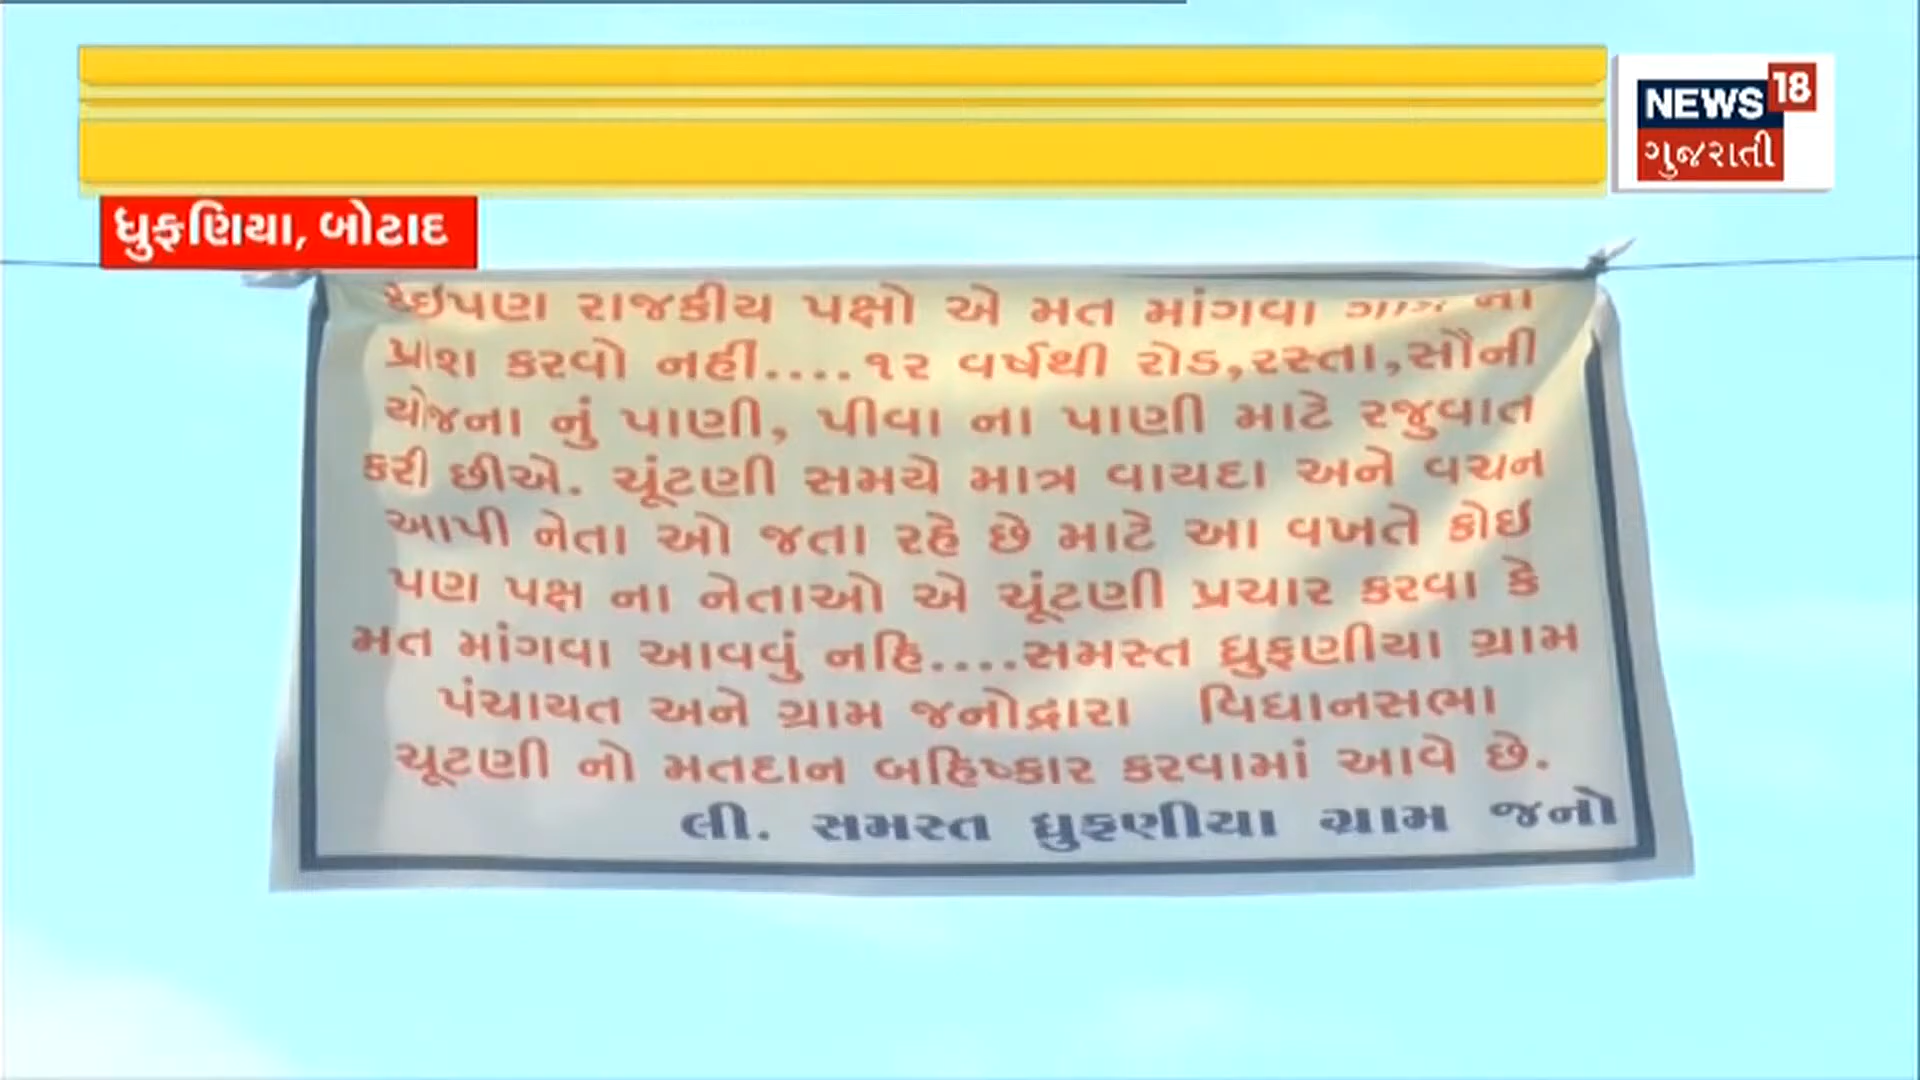 NEWS 18
ગુજરાતી
ધુફણિયા, બોટાદ
રાજકીય પક્ષો એ મત માંગવા
કરવો નહીં....૧૨ વર્ષથી રોડ,રસ્તા,સૌની
યોજના નું પાણી, પીવા ના પાણી માટે રજુવાત
કરી છીએ. ચૂંટણી સમયે માત્ર વાયદા અને વચન
આપી નેતા ઓ જતા રહે છે માટે આ વખતે કોઈ
પણ પક્ષ ના નેતાઓ એ ચૂંટણી પ્રચાર કરવા કે
મત માંગવા આવવું નહિ....સમસ્ત ધુફણીયા ગ્રામ
પંચાયત અને ગ્રામ જનોદ્વારા વિધાનસભા
ચૂટણી નો મતદાન બહિષ્કાર કરવામાં આવે છે.
લી. સમસ્ત ધુફણીયા ગ્રામ જનો